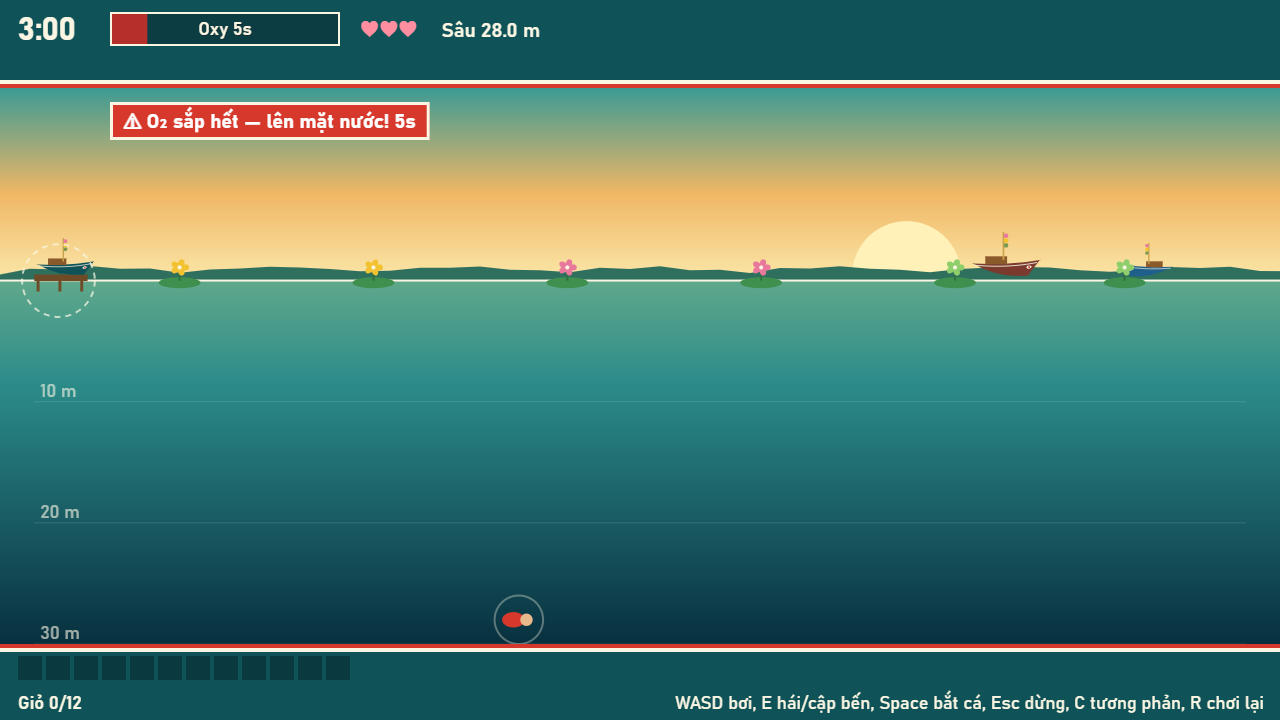 3:00
Oxy 5s
Sâu 28.0 m
⚠ O₂ sắp hết — lên mặt nước! 5s
10 m
20 m
30 m
Giỏ 0/12
WASD bơi, E hái/cập bến, Space bắt cá, Esc dừng, C tương phản, R chơi lại